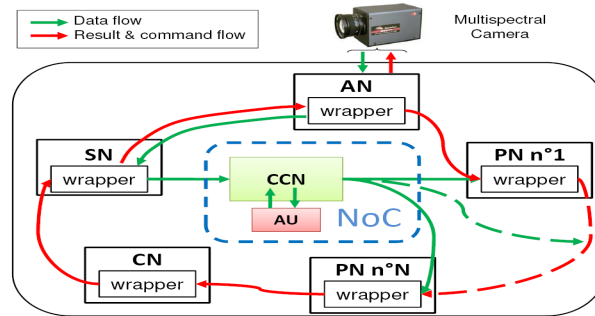 Data flow
Result & command flow
Multispectral
Camera
AN
wrapper
SN
wrapper
PN n°1
wrapper
CCN
AU
NoC
CN
wrapper
PN n°N
wrapper